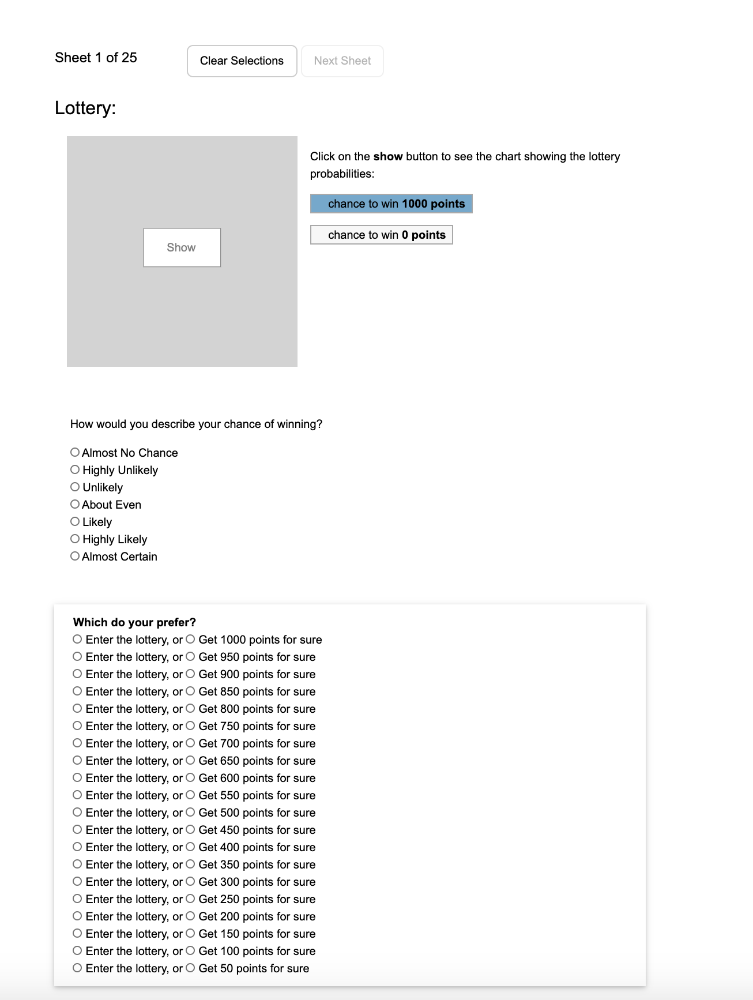 Sheet 1 of 25
Clear Selections
Next Sheet
Lottery:
Click on the show button to see the chart showing the lottery
probabilities:
chance to win 1000 points
chance to win 0 points
Show
How would you describe your chance of winning?
Almost No Chance
Highly Unlikely
Unlikely
About Even
Likely
Highly Likely
Almost Certain
Which do your prefer?
Enter the lottery, or Get 1000 points for sure
Enter the lottery, or Get 950 points for sure
Enter the lottery, or Get 900 points for sure
Enter the lottery, or Get 850 points for sure
Enter the lottery, or Get 800 points for sure
Enter the lottery, or Get 750 points for sure
Enter the lottery, or Get 700 points for sure
Enter the lottery, or Get 650 points for sure
Enter the lottery, or Get 600 points for sure
Enter the lottery, or Get 550 points for sure
Enter the lottery, or Get 500 points for sure
Enter the lottery, or Get 450 points for sure
Enter the lottery, or Get 400 points for sure
Enter the lottery, or Get 350 points for sure
Enter the lottery, or Get 300 points for sure
Enter the lottery, or Get 250 points for sure
Enter the lottery, or Get 200 points for sure
Enter the lottery, or Get 150 points for sure
Enter the lottery, or Get 100 points for sure
Enter the lottery, or Get 50 points for sure